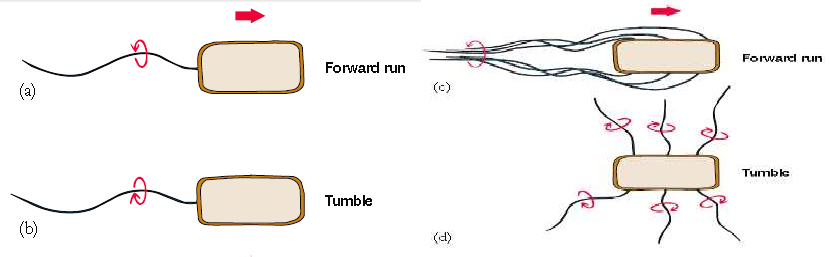 Forward run
(a)
Tumble
(b)
Forward run
(c)
Tumble
(d)